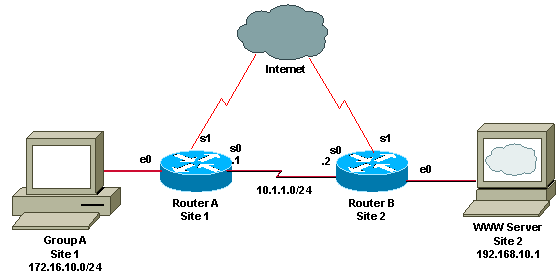 Internet
s1
s1
e0
s0
.1
s0
.2
e0
10.1.1.0/24
Router A
Site 1
Router B
Site 2
Group A
Site 1
172.16.10.0/24
WWW Server
Site 2
192.168.10.1